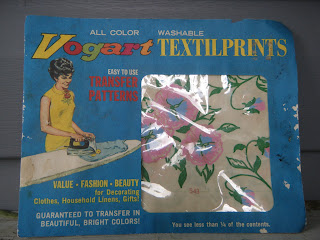 ALL COLOR WASHABLE
Vogart TEXTILPRINTS
EASY TO USE
TRANSFER
PATTERNS
VALUE - FASHION - BEAUTY
for Decorating
Clothes, Household Linens, Gifts!
GUARANTEED TO TRANSFER IN
BEAUTIFUL, BRIGHT COLORS!
You see less than ¼ of the contents.